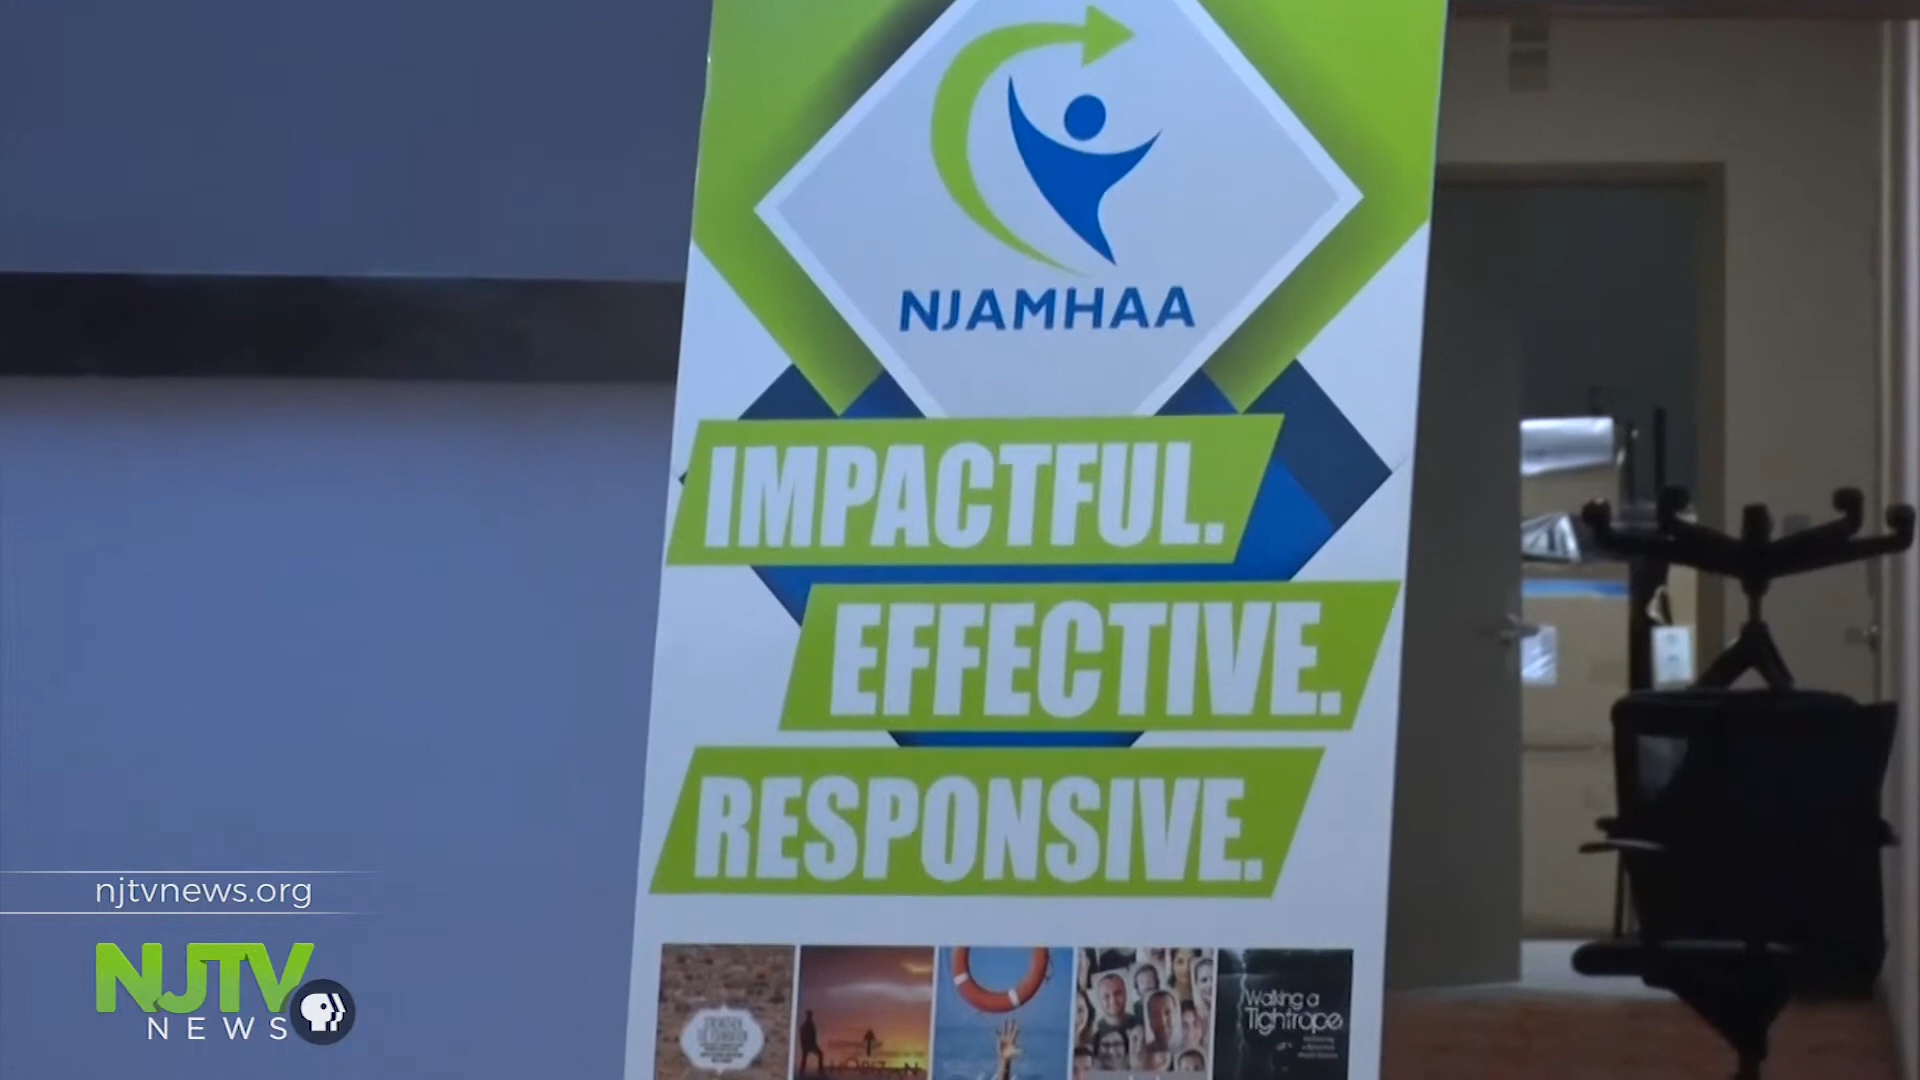 NJAMHAA
IMPACTFUL.
EFFECTIVE.
RESPONSIVE.
Walking a
Tightrope
njtvnews.org
NJTV
NEWS